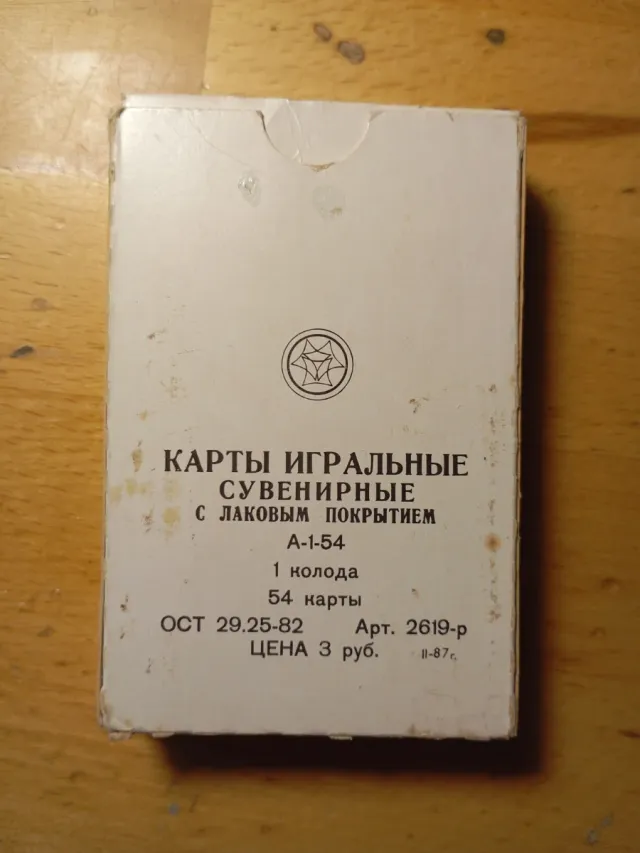 КАРТЫ ИГРАЛЬНЫЕ
СУВЕНИРНЫЕ
С ЛАКОВЫМ ПОКРЫТИЕМ
А-1-54
1 колода
54 карты
ОСТ 29.25-82 Арт. 2619-р
ЦЕНА 3 руб. II-87г.